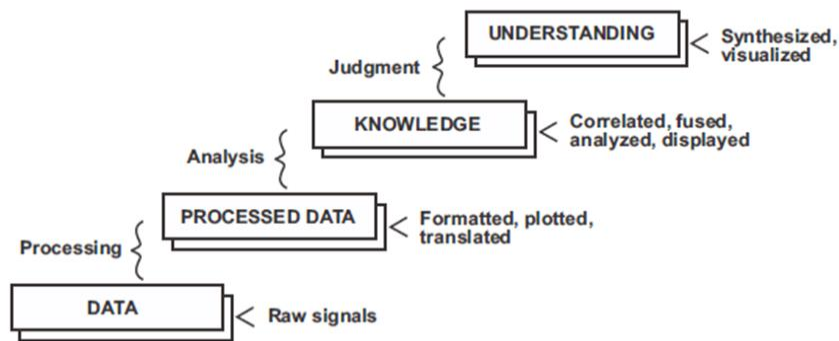 UNDERSTANDING
Synthesized,
visualized
Judgment
KNOWLEDGE
Correlated, fused,
analyzed, displayed
Analysis
PROCESSED DATA
Formatted, plotted,
translated
Processing
DATA
Raw signals